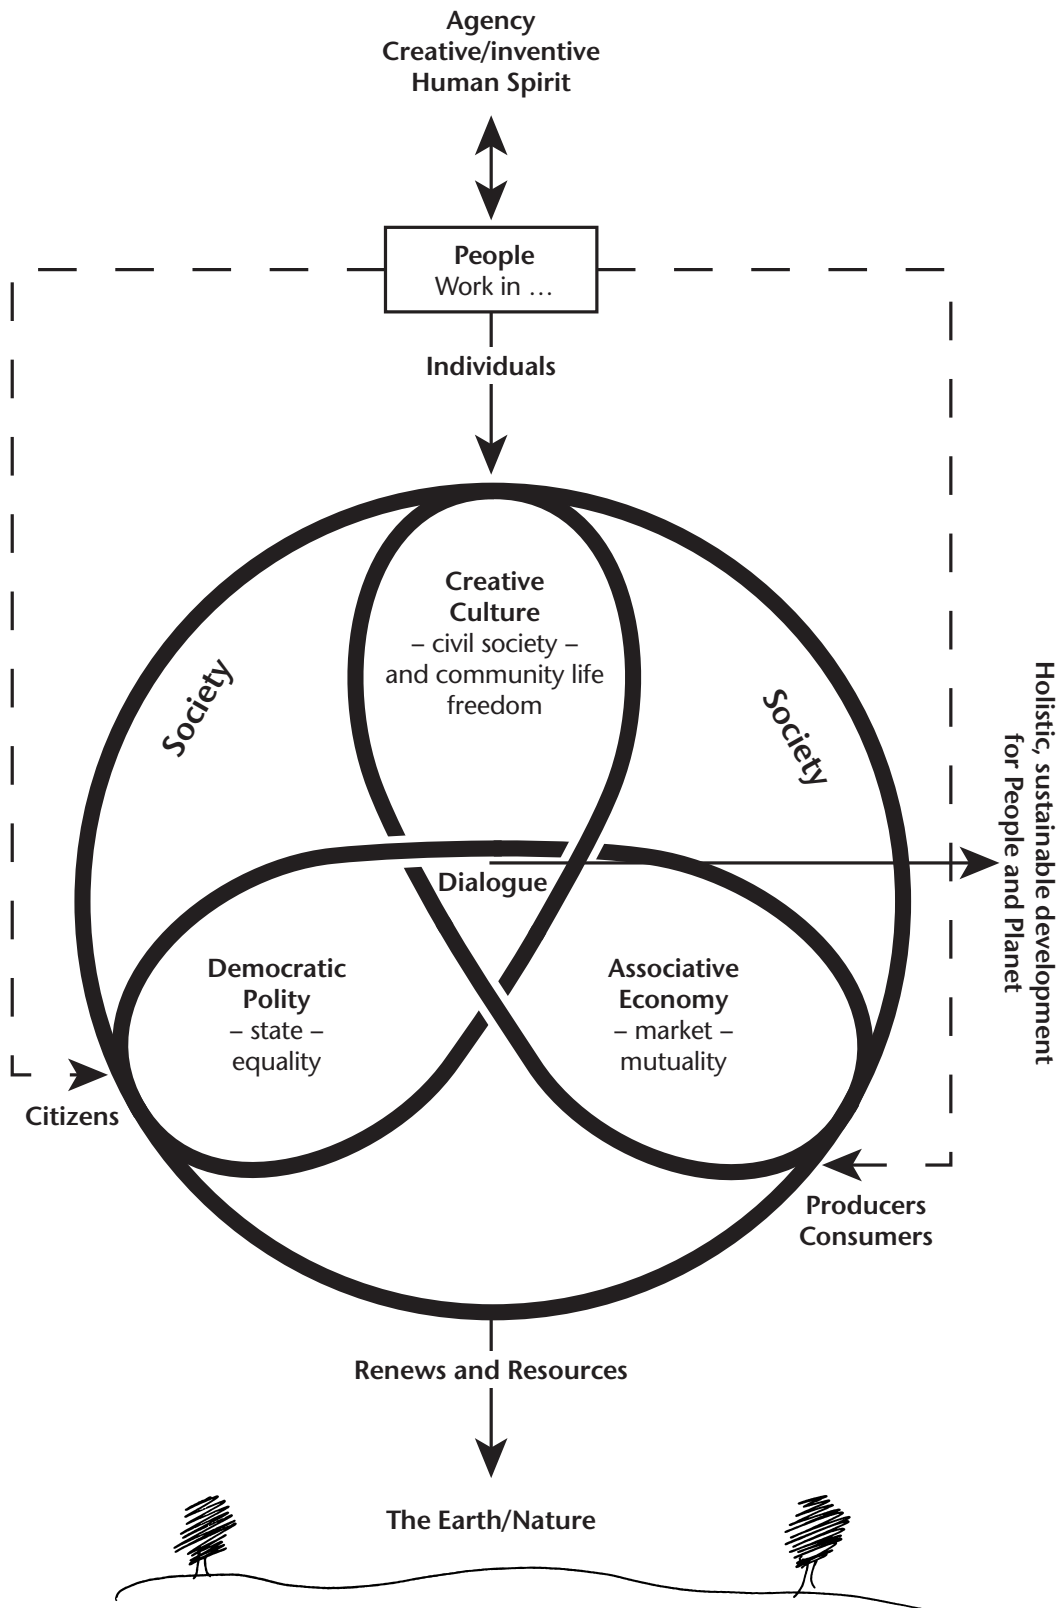 Agency
Creative/inventive
Human Spirit
People
Work in …
Individuals
Creative
Culture
– civil society –
and community life
freedom
Society
Society
Holistic, sustainable development
for People and Planet
Dialogue
Democratic
Polity
– state –
equality
Associative
Economy
– market –
mutuality
Citizens
Producers
Consumers
Renews and Resources
The Earth/Nature